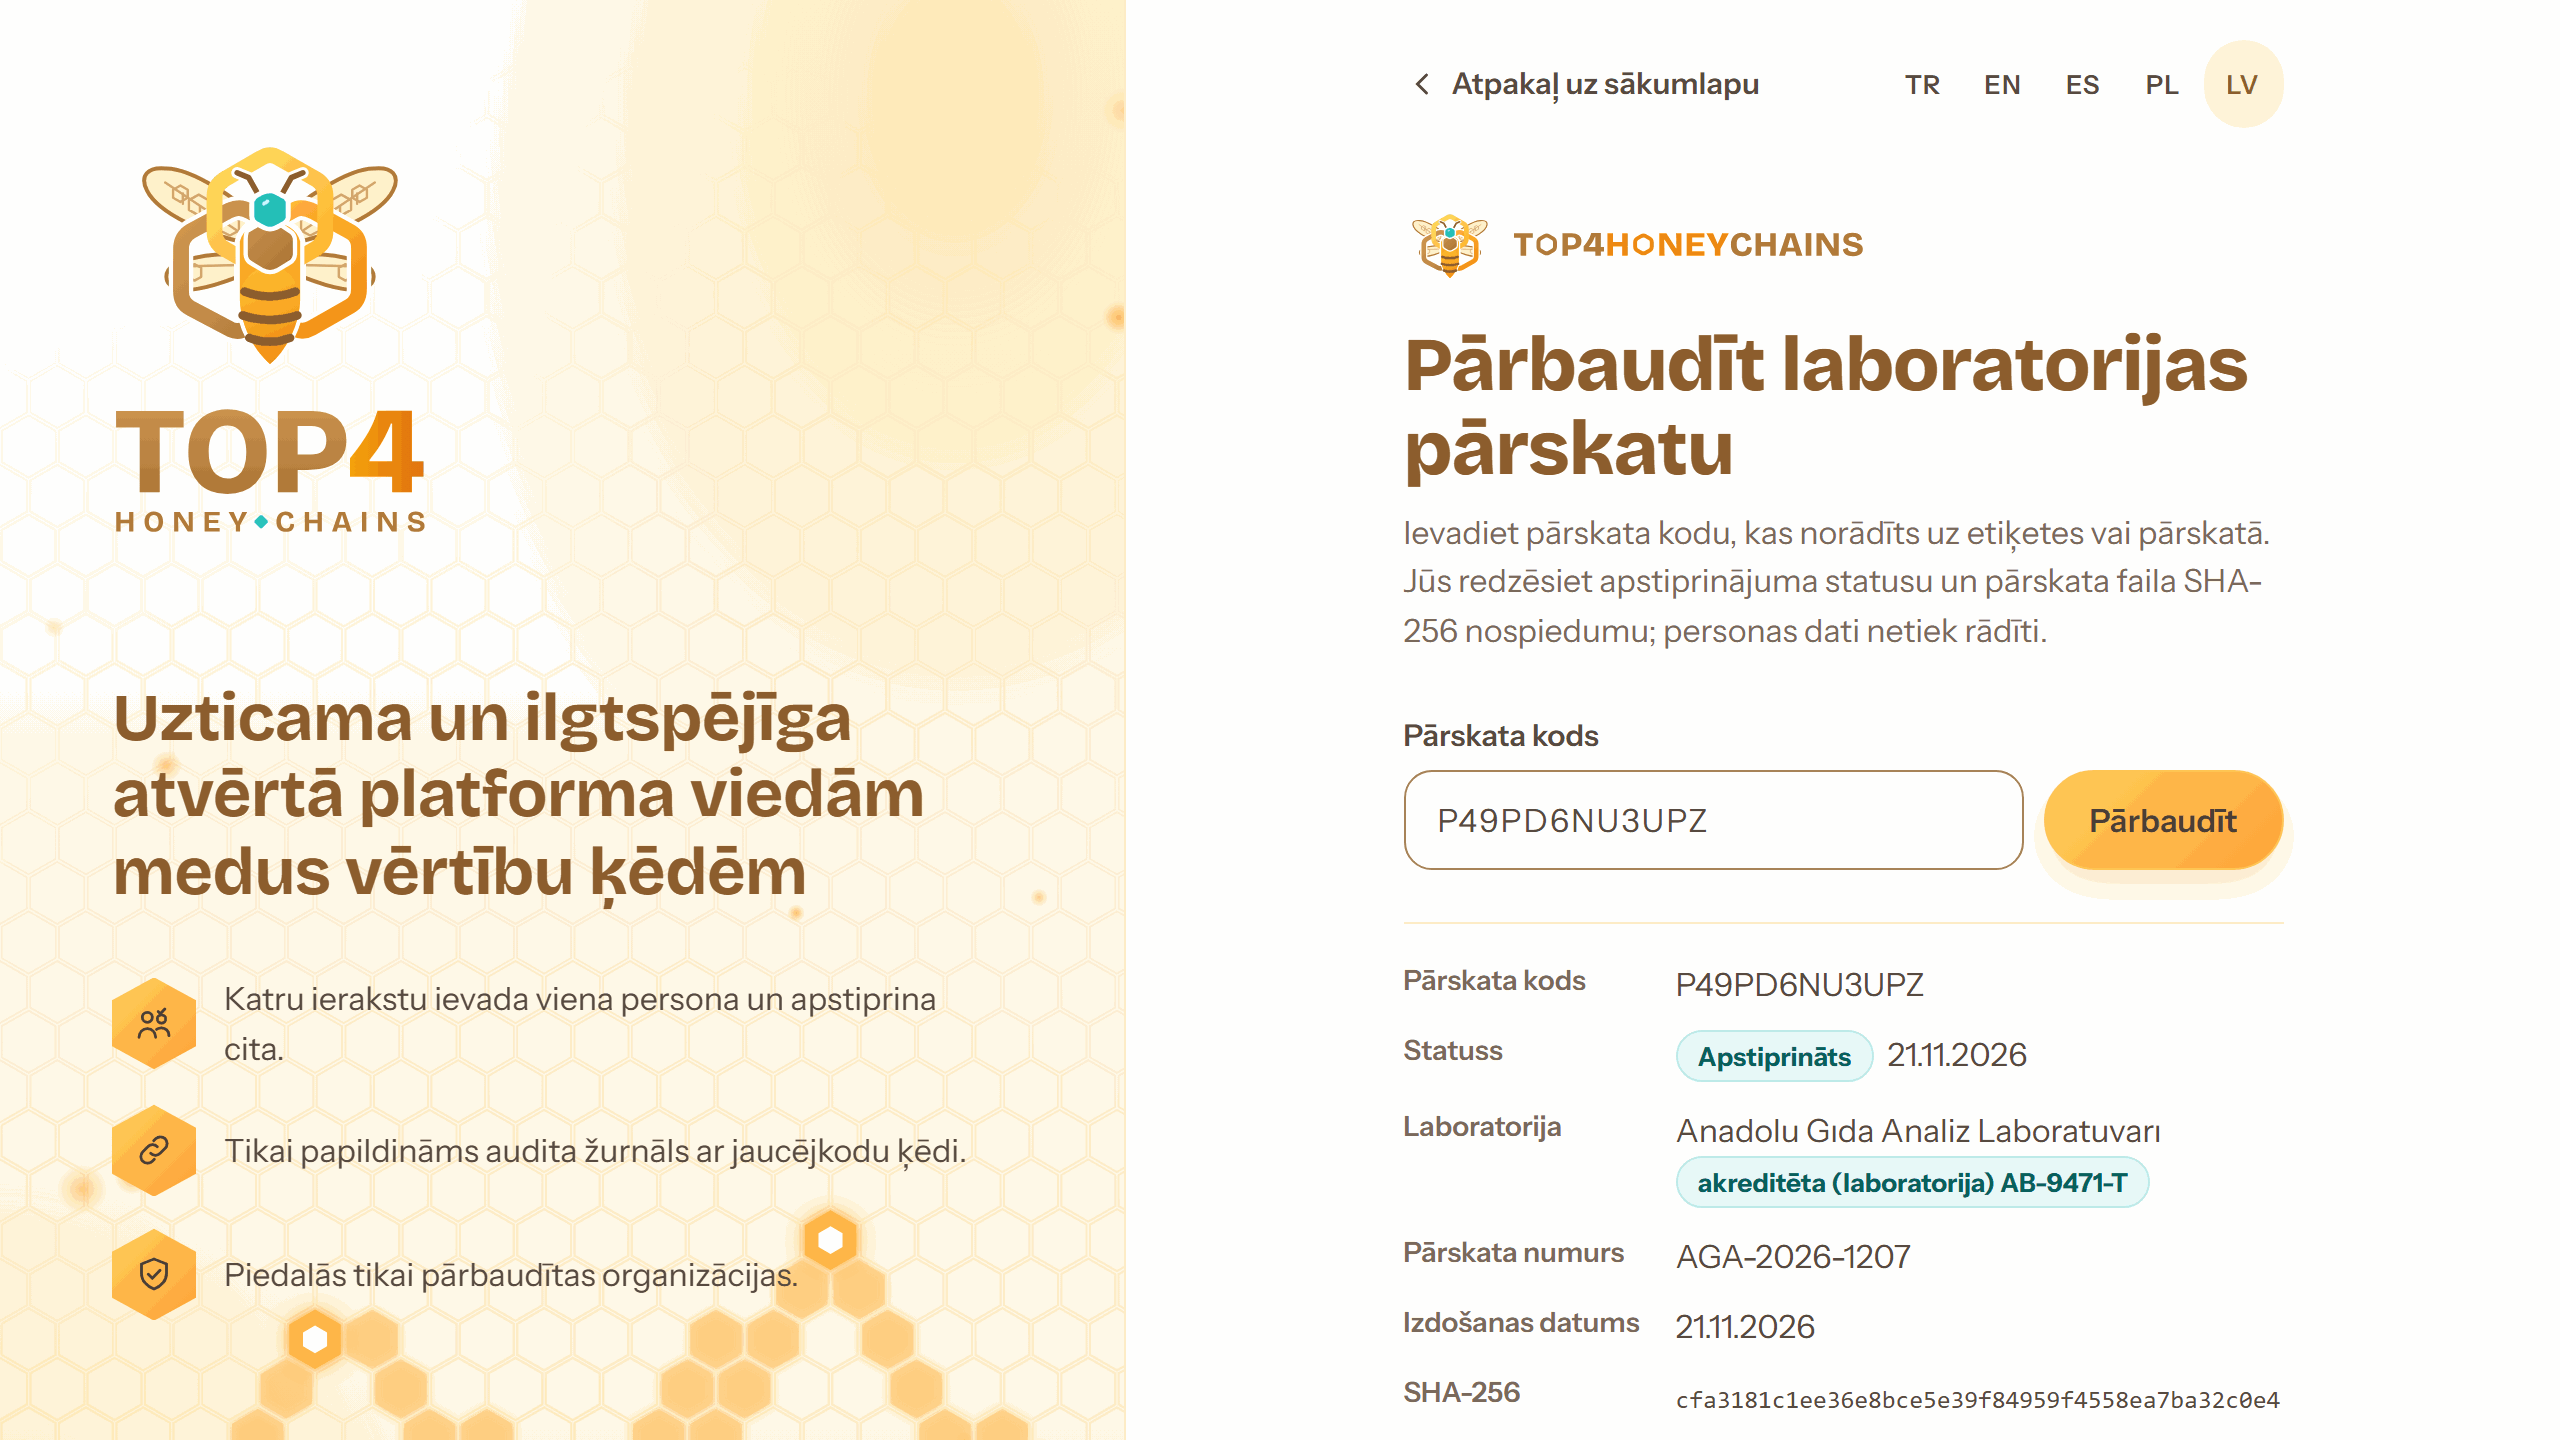 TOP4
HONEY CHAINS
Uzticama un ilgtspējīga
atvērtā platforma viedām
medus vērtību ķēdēm
Katru ierakstu ievada viena persona un apstiprina
cita.
Tikai papildināms audita žurnāls ar jaucējkodu ķēdi.
Piedalās tikai pārbaudītas organizācijas.
Atpakaļ uz sākumlapu
TR EN ES PL LV
TOP4HONEYCHAINS
Pārbaudīt laboratorijas
pārskatu
Ievadiet pārskata kodu, kas norādīts uz etiķetes vai pārskatā.
Jūs redzēsiet apstiprinājuma statusu un pārskata faila SHA-
256 nospiedumu; personas dati netiek rādīti.
Pārskata kods
P49PD6NU3UPZ
Pārbaudīt
Pārskata kods P49PD6NU3UPZ
Statuss Apstiprināts 21.11.2026
Laboratorija Anadolu Gıda Analiz Laboratuvarı
akreditēta (laboratorija) AB-9471-T
Pārskata numurs AGA-2026-1207
Izdošanas datums 21.11.2026
SHA-256 cfa3181c1ee36e8bce5e39f84959f4558ea7ba32c0e4